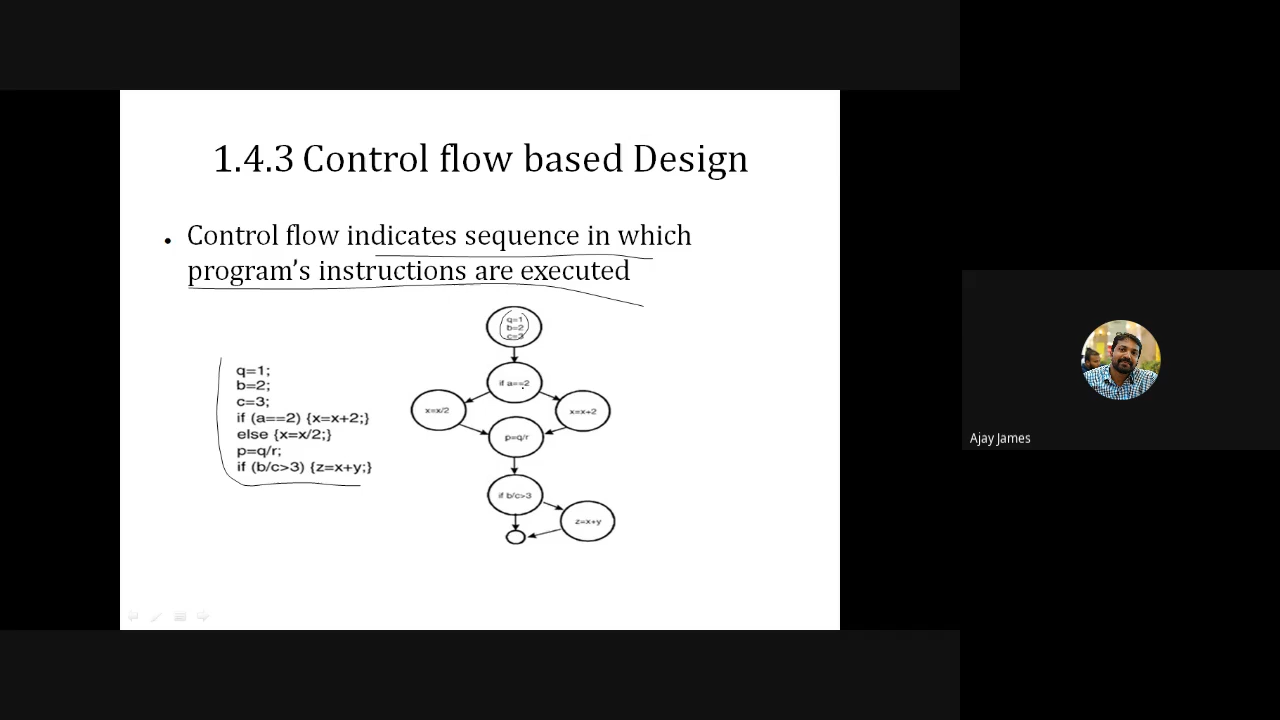 1.4.3 Control flow based Design
• Control flow indicates sequence in which
program's instructions are executed
q=1;
b=2;
c=3;
if (a==2) {x=x+2;}
else {x=x/2;}
p=q/r;
if (b/c>3) {z=x+y;}
q=1
b=2
c=3
if a==2
x=x/2
x=x+2
p=q/r
if b/c>3
z=x+y
Ajay James